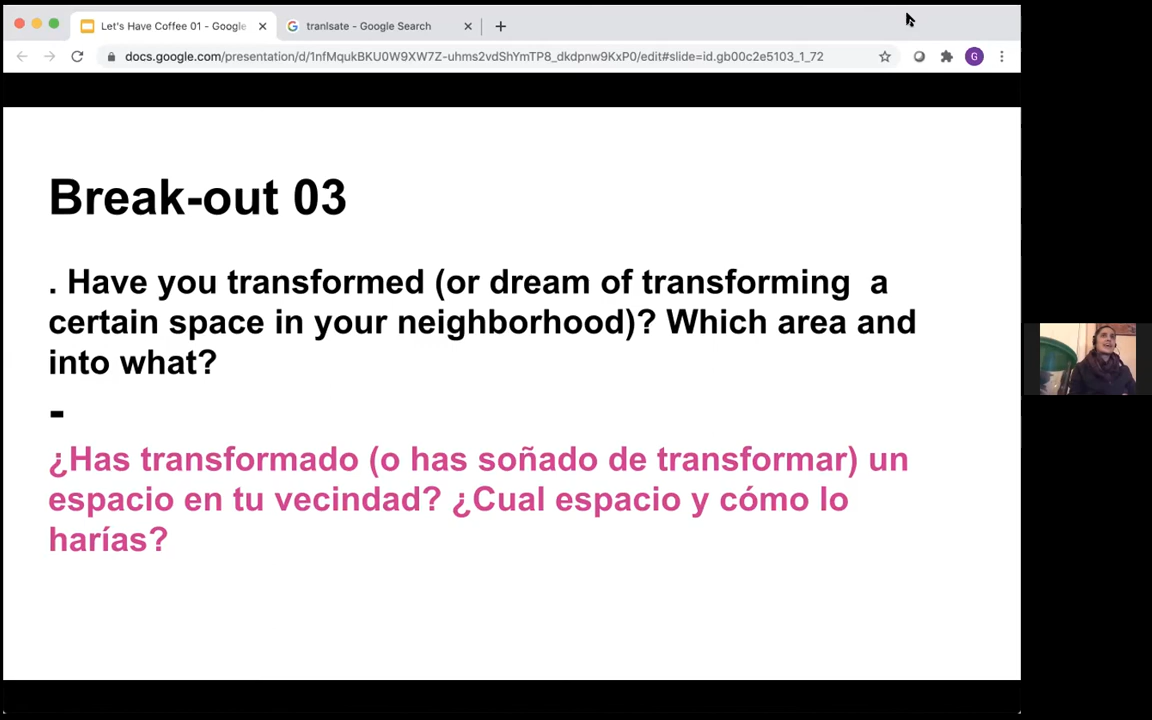 Let's Have Coffee 01 - Google
tranlsate - Google Search
docs.google.com/presentation/d/1nfMqukBKU0W9XW7Z-uhms2vdShYmTP8_dkdpnw9KxP0/edit#slide=id.gb00c2e5103_1_72
G
Break-out 03
. Have you transformed (or dream of transforming a
certain space in your neighborhood)? Which area and
into what?
-
¿Has transformado (o has soñado de transformar) un
espacio en tu vecindad? ¿Cual espacio y cómo lo
harías?